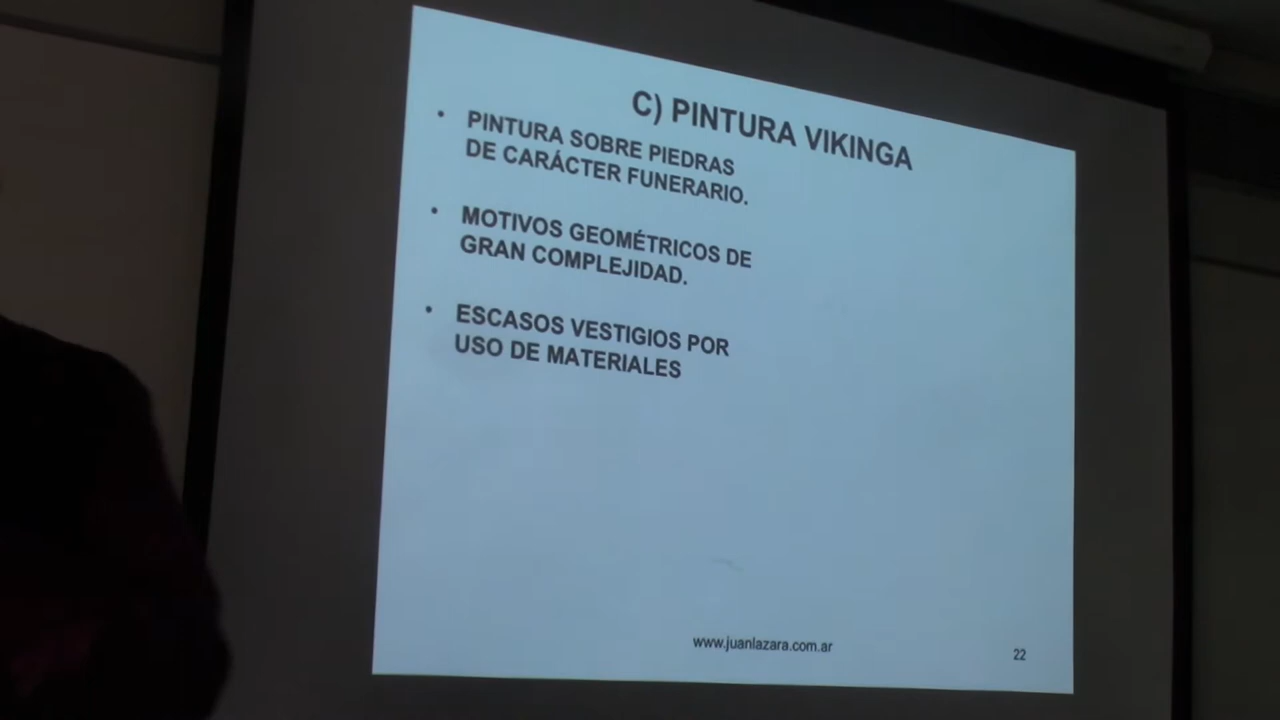 C) PINTURA VIKINGA
• PINTURA SOBRE PIEDRAS
DE CARÁCTER FUNERARIO.
• MOTIVOS GEOMÉTRICOS DE
GRAN COMPLEJIDAD.
• ESCASOS VESTIGIOS POR
USO DE MATERIALES
www.juanlazara.com.ar
22